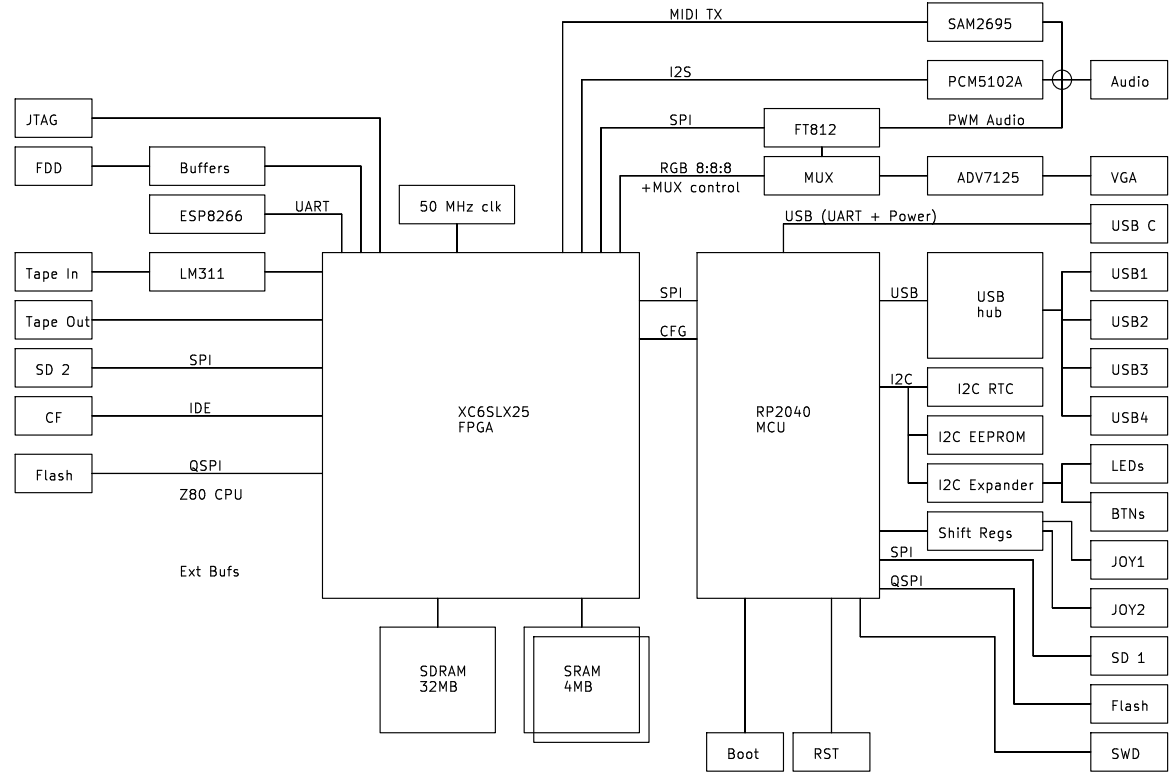 MIDI TX
SAM2695
I2S
PCM5102A
Audio
JTAG
SPI
FT812
PWM Audio
FDD
Buffers
RGB 8:8:8
+MUX control
MUX
ADV7125
VGA
ESP8266
UART
50 MHz clk
USB (UART + Power)
USB C
Tape In
LM311
USB1
SPI
USB
USB
hub
Tape Out
USB2
CFG
SD 2
SPI
USB3
I2C
I2C RTC
CF
IDE
XC6SLX25
FPGA
RP2040
MCU
USB4
I2C EEPROM
Flash
QSPI
LEDs
Z80 CPU
I2C Expander
BTNs
Shift Regs
SPI
JOY1
Ext Bufs
QSPI
JOY2
SDRAM
32MB
SRAM
4MB
SD 1
Flash
Boot
RST
SWD